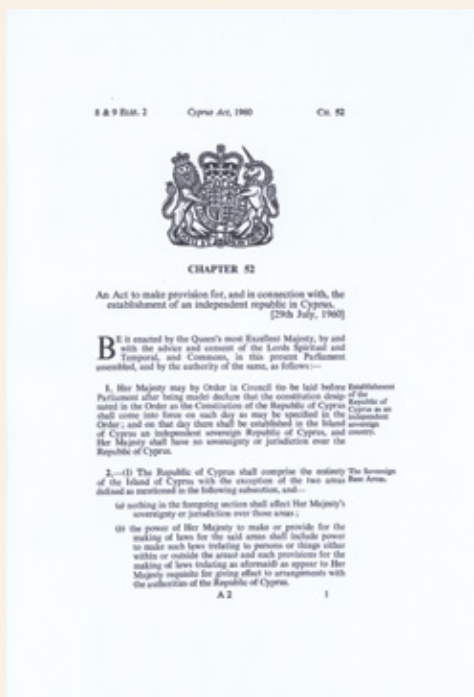 8 & 9 ELIZ. 2 Cyprus Act, 1960 CH. 52
CHAPTER 52
An Act to make provision for, and in connection with, the
establishment of an independent republic in Cyprus.
[29th July, 1960]
BE it enacted by the Queen's most Excellent Majesty, by and
with the advice and consent of the Lords Spiritual and
Temporal, and Commons, in this present Parliament
assembled, and by the authority of the same, as follows:—
1. Her Majesty may by Order in Council (to be laid before
Parliament after being made) declare that the constitution desig-
nated in the Order as the Constitution of the Republic of Cyprus
shall come into force on such day as may be specified in the
Order; and on that day there shall be established in the Island
of Cyprus an independent sovereign Republic of Cyprus, and
Her Majesty shall have no sovereignty or jurisdiction over the
Republic of Cyprus.
Establishment
of the
Republic of
Cyprus as an
independent
sovereign
country.
2.—(1) The Republic of Cyprus shall comprise the entirety
of the Island of Cyprus with the exception of the two areas
defined as mentioned in the following subsection, and—
The Sovereign
Base Areas.
(a) nothing in the foregoing section shall affect Her Majesty's
sovereignty or jurisdiction over those areas;
(b) the power of Her Majesty to make or provide for the
making of laws for the said areas shall include power
to make such laws (relating to persons or things either
within or outside the areas) and such provisions for the
making of laws (relating as aforesaid) as appear to Her
Majesty requisite for giving effect to arrangements with
the authorities of the Republic of Cyprus.
A 2 1